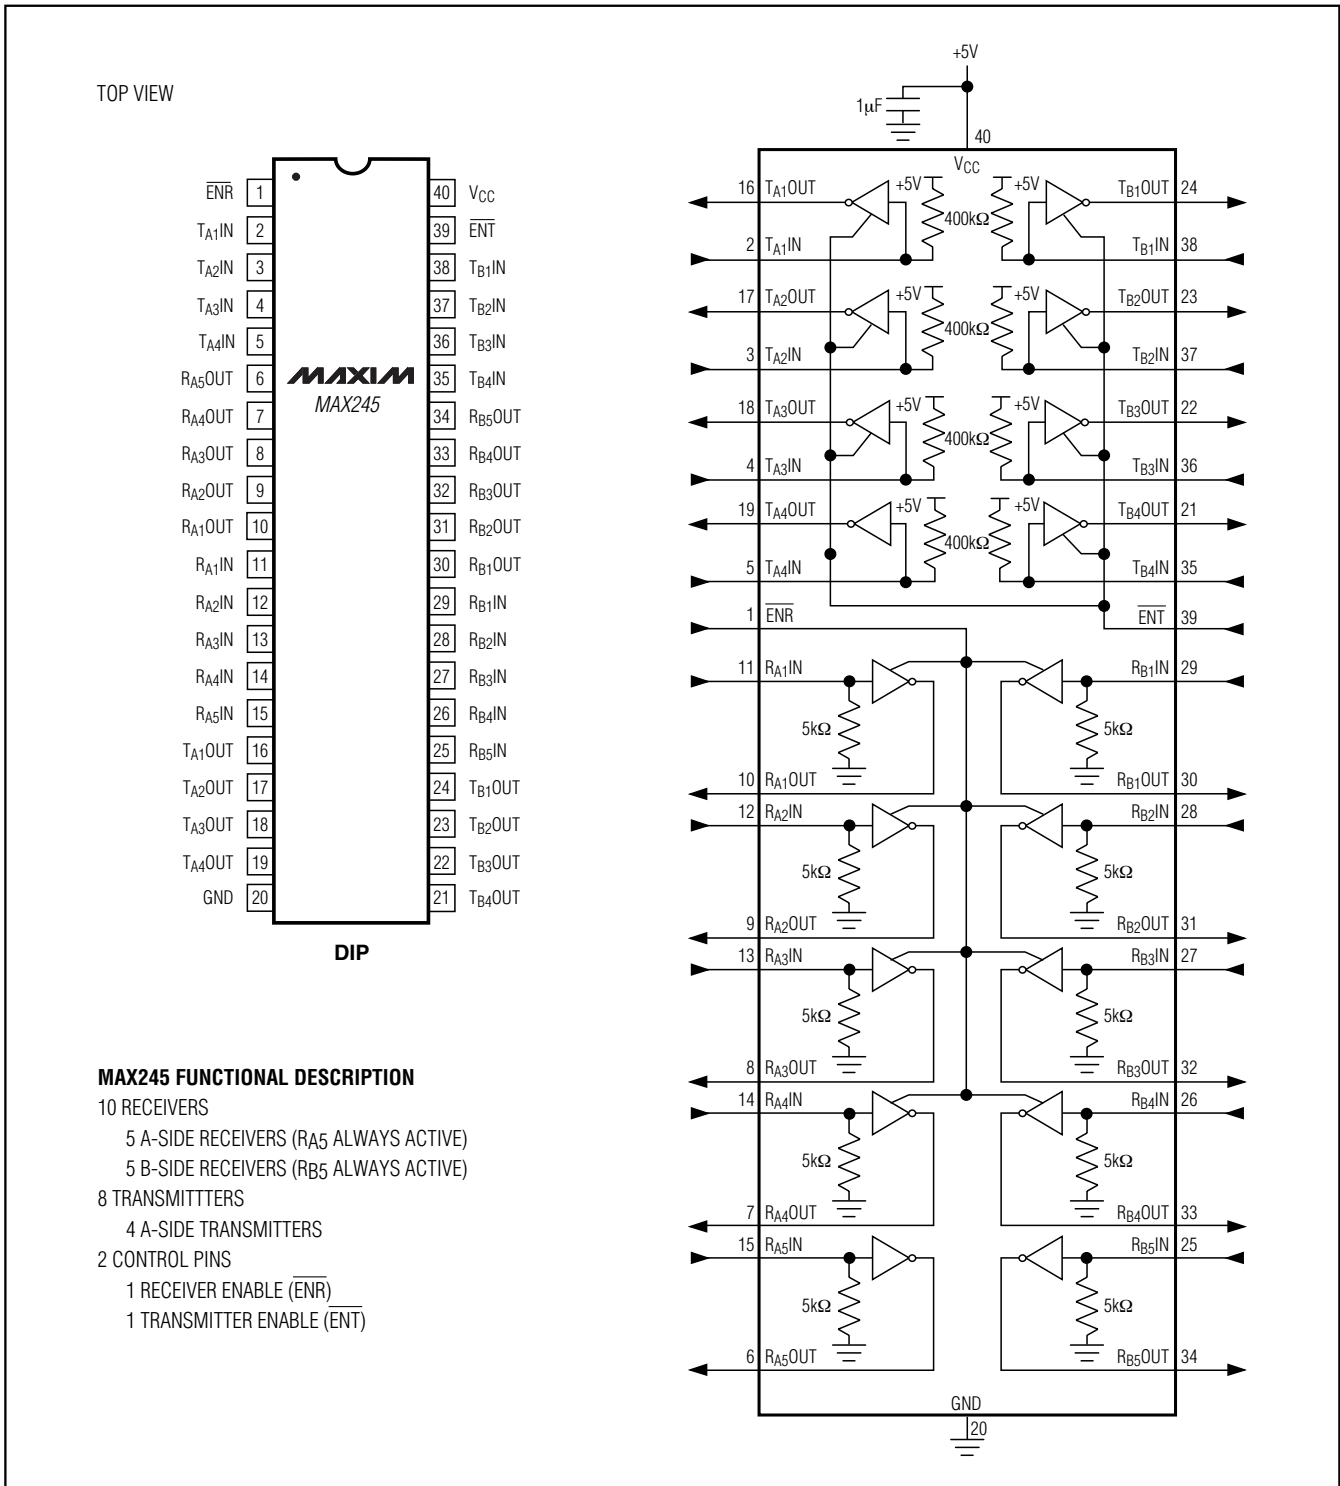 TOP VIEW
ENR 1
TA1IN 2
TA2IN 3
TA3IN 4
TA4IN 5
RA5OUT 6
RA4OUT 7
RA3OUT 8
RA2OUT 9
RA1OUT 10
RA1IN 11
RA2IN 12
RA3IN 13
RA4IN 14
RA5IN 15
TA1OUT 16
TA2OUT 17
TA3OUT 18
TA4OUT 19
GND 20
MAXIM
MAX245
40 VCC
39 ENT
38 TB1IN
37 TB2IN
36 TB3IN
35 TB4IN
34 RB5OUT
33 RB4OUT
32 RB3OUT
31 RB2OUT
30 RB1OUT
29 RB1IN
28 RB2IN
27 RB3IN
26 RB4IN
25 RB5IN
24 TB1OUT
23 TB2OUT
22 TB3OUT
21 TB4OUT
DIP
MAX245 FUNCTIONAL DESCRIPTION
10 RECEIVERS
5 A-SIDE RECEIVERS (RA5 ALWAYS ACTIVE)
5 B-SIDE RECEIVERS (RB5 ALWAYS ACTIVE)
8 TRANSMITTTERS
4 A-SIDE TRANSMITTERS
2 CONTROL PINS
1 RECEIVER ENABLE (ENR)
1 TRANSMITTER ENABLE (ENT)
+5V
1µF
40
VCC
16 TA1OUT +5V +5V TB1OUT 24
400kΩ
2 TA1IN TB1IN 38
17 TA2OUT +5V +5V TB2OUT 23
400kΩ
3 TA2IN TB2IN 37
18 TA3OUT +5V +5V TB3OUT 22
400kΩ
4 TA3IN TB3IN 36
19 TA4OUT +5V +5V TB4OUT 21
400kΩ
5 TA4IN TB4IN 35
1 ENR ENT 39
11 RA1IN RB1IN 29
5kΩ 5kΩ
10 RA1OUT RB1OUT 30
12 RA2IN RB2IN 28
5kΩ 5kΩ
9 RA2OUT RB2OUT 31
13 RA3IN RB3IN 27
5kΩ 5kΩ
8 RA3OUT RB3OUT 32
14 RA4IN RB4IN 26
5kΩ 5kΩ
7 RA4OUT RB4OUT 33
15 RA5IN RB5IN 25
5kΩ 5kΩ
6 RA5OUT RB5OUT 34
GND
20